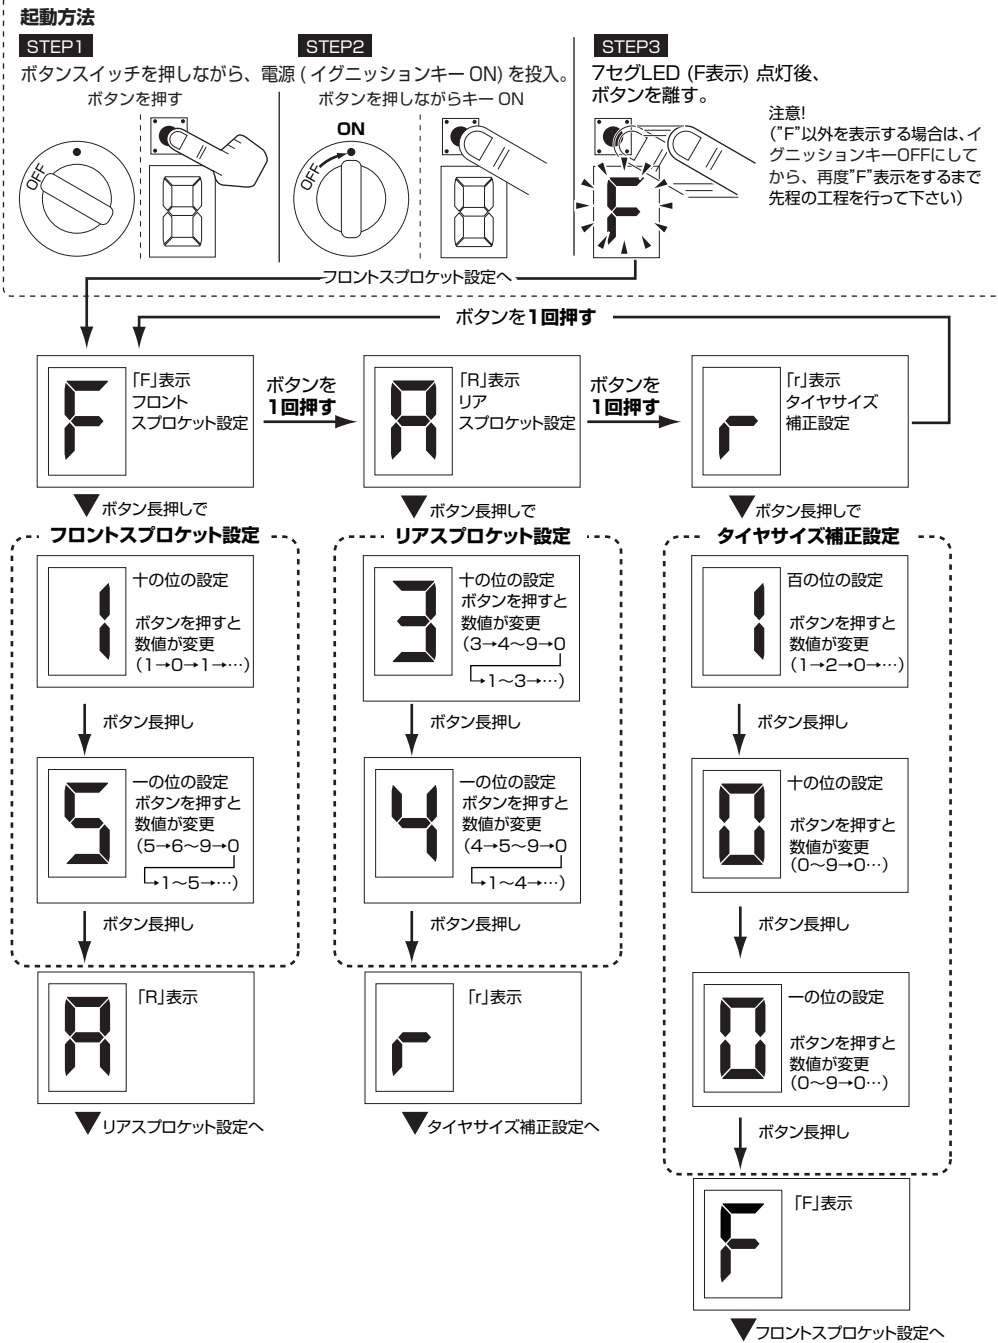 起動方法
STEP1
ボタンスイッチを押しながら、電源 ( イグニッションキー ON) を投入。
ボタンを押す
OFF
STEP2
ボタンを押しながらキー ON
ON
OFF
STEP3
7セグLED (F表示) 点灯後、
ボタンを離す。
F
注意!
("F"以外を表示する場合は、イ
グニッションキーOFFにして
から、再度"F"表示をするまで
先程の工程を行って下さい)
フロントスプロケット設定へ
ボタンを1回押す
F
「F」表示
フロント
スプロケット設定
ボタンを
1回押す
R
「R」表示
リア
スプロケット設定
ボタンを
1回押す
r
「r」表示
タイヤサイズ
補正設定
ボタン長押しで
フロントスプロケット設定
1
十の位の設定
ボタンを押すと
数値が変更
(1→0→1→…)
ボタン長押し
5
一の位の設定
ボタンを押すと
数値が変更
(5→6～9→0
→1～5→…)
ボタン長押し
R
「R」表示
リアスプロケット設定へ
ボタン長押しで
リアスプロケット設定
3
十の位の設定
ボタンを押すと
数値が変更
(3→4～9→0
→1～3→…)
ボタン長押し
4
一の位の設定
ボタンを押すと
数値が変更
(4→5～9→0
→1～4→…)
ボタン長押し
r
「r」表示
タイヤサイズ補正設定へ
ボタン長押しで
タイヤサイズ補正設定
1
百の位の設定
ボタンを押すと
数値が変更
(1→2→0→…)
ボタン長押し
0
十の位の設定
ボタンを押すと
数値が変更
(0～9→0…)
ボタン長押し
0
一の位の設定
ボタンを押すと
数値が変更
(0～9→0…)
ボタン長押し
F
「F」表示
フロントスプロケット設定へ